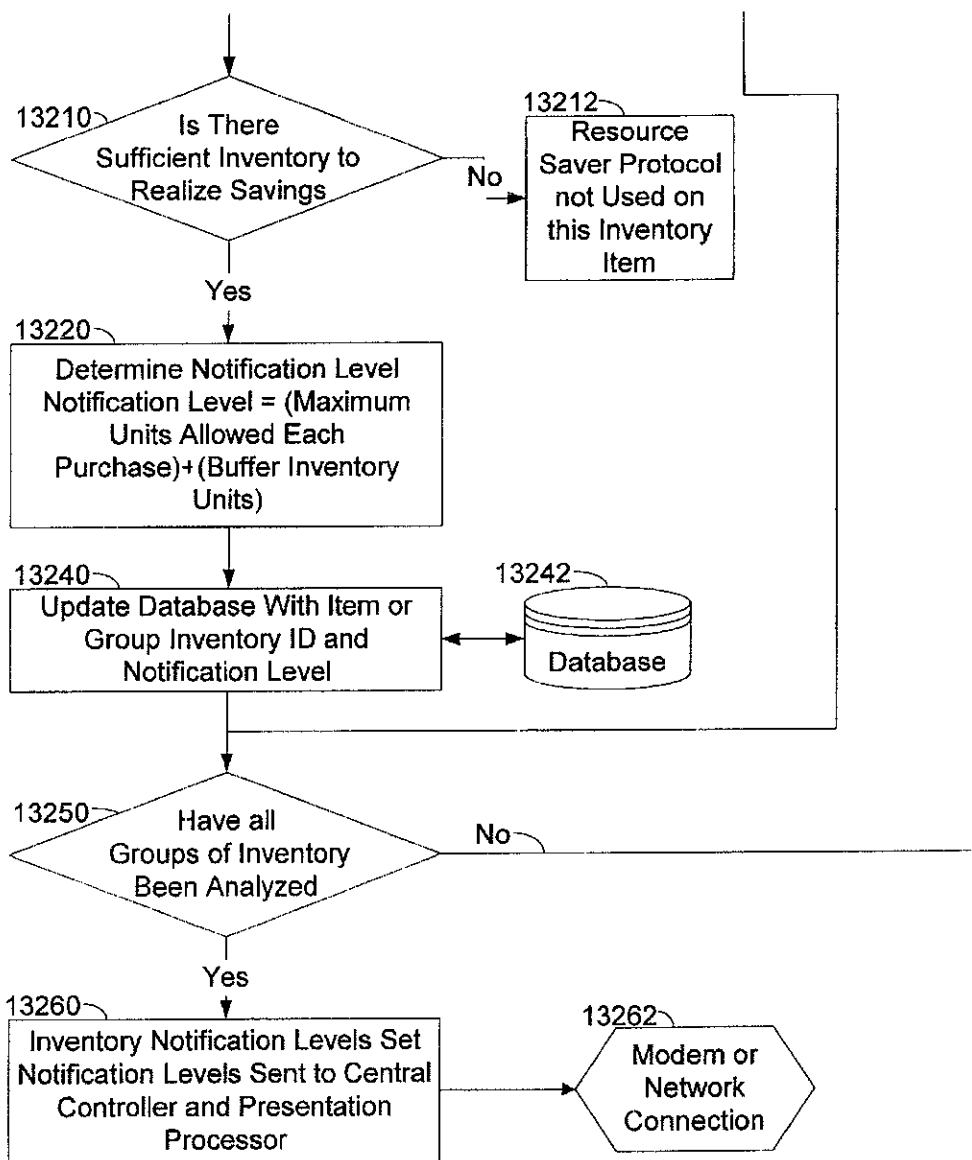 13210
Is There
Sufficient Inventory to
Realize Savings
No
13212
Resource
Saver Protocol
not Used on
this Inventory
Item
Yes
13220
Determine Notification Level
Notification Level = (Maximum
Units Allowed Each
Purchase)+(Buffer Inventory
Units)
13240
Update Database With Item or
Group Inventory ID and
Notification Level
13242
Database
13250
Have all
Groups of Inventory
Been Analyzed
No
Yes
13260
Inventory Notification Levels Set
Notification Levels Sent to Central
Controller and Presentation
Processor
13262
Modem or
Network
Connection